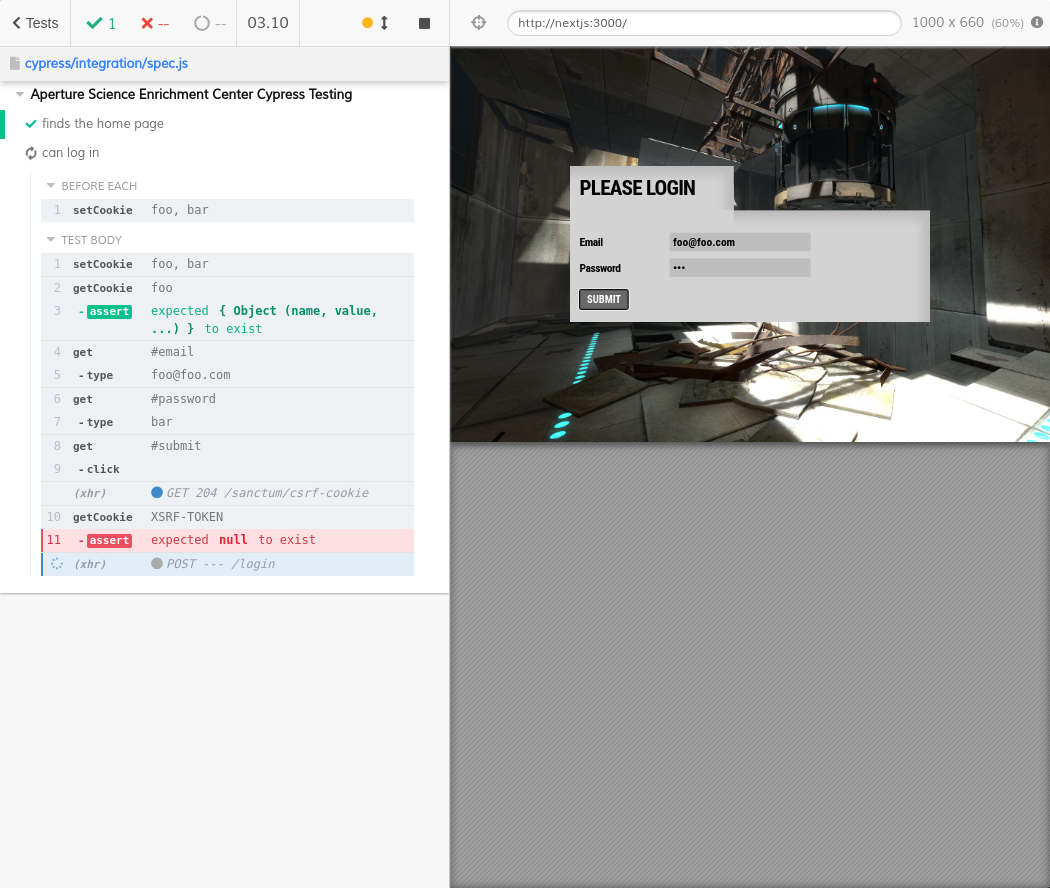 Tests 1 -- -- 03.10
http://nextjs:3000/ 1000 x 660 (60%)
cypress/integration/spec.js
Aperture Science Enrichment Center Cypress Testing
finds the home page
can log in
BEFORE EACH
1 setCookie foo, bar
TEST BODY
1 setCookie foo, bar
2 getCookie foo
3 - assert expected { Object (name, value,
...) } to exist
4 get #email
5 - type foo@foo.com
6 get #password
7 - type bar
8 get #submit
9 - click
(xhr) GET 204 /sanctum/csrf-cookie
10 getCookie XSRF-TOKEN
11 - assert expected null to exist
(xhr) POST --- /login
PLEASE LOGIN
Email foo@foo.com
Password •••
SUBMIT